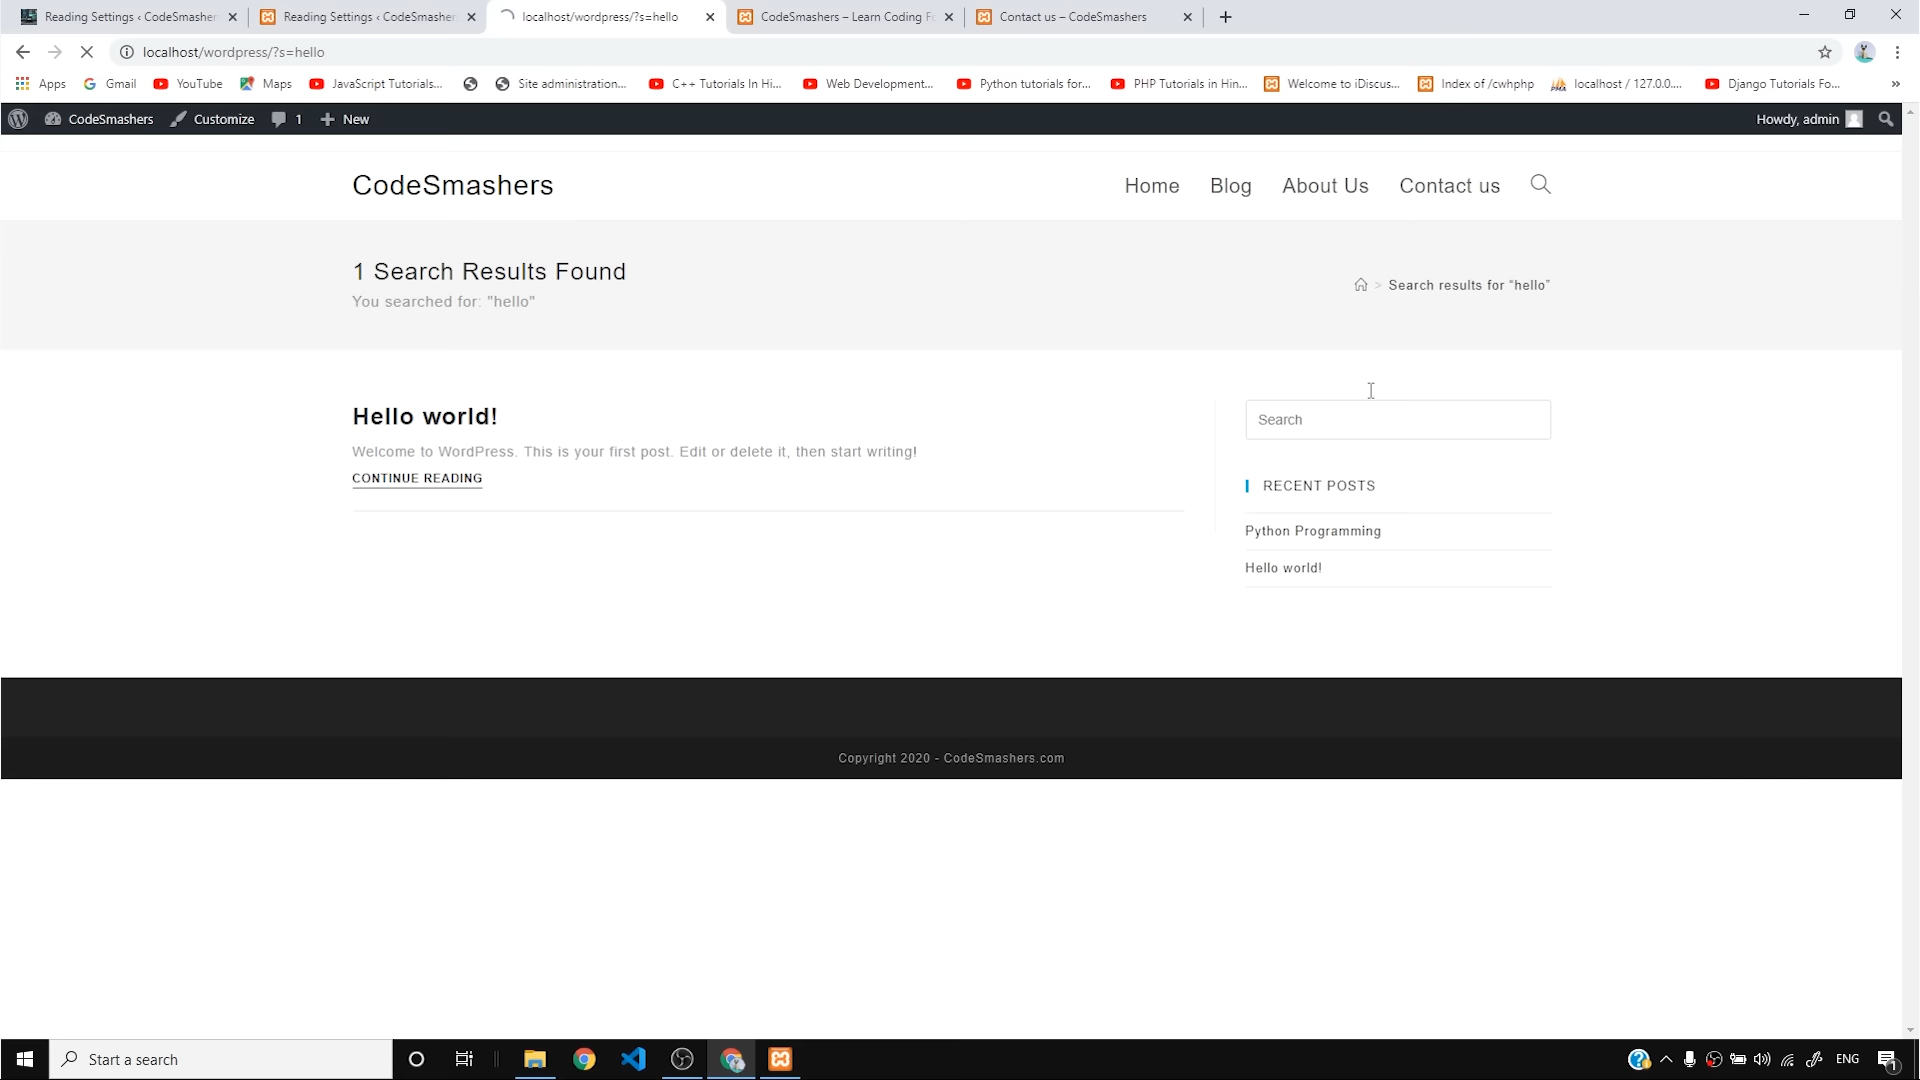 Reading Settings ‹ CodeSmasher
Reading Settings ‹ CodeSmasher
localhost/wordpress/?s=hello
CodeSmashers – Learn Coding F
Contact us – CodeSmashers
localhost/wordpress/?s=hello
Apps
Gmail
YouTube
Maps
JavaScript Tutorials...
Site administration...
C++ Tutorials In Hi...
Web Development...
Python tutorials for...
PHP Tutorials in Hin...
Welcome to iDiscus...
Index of /cwhphp
localhost / 127.0.0....
Django Tutorials Fo...
»
CodeSmashers
Customize
1
New
Howdy, admin
CodeSmashers
Home
Blog
About Us
Contact us
1 Search Results Found
You searched for: "hello"
> Search results for “hello”
Hello world!
Welcome to WordPress. This is your first post. Edit or delete it, then start writing!
CONTINUE READING
Search
RECENT POSTS
Python Programming
Hello world!
Copyright 2020 - CodeSmashers.com
Start a search
ENG
1